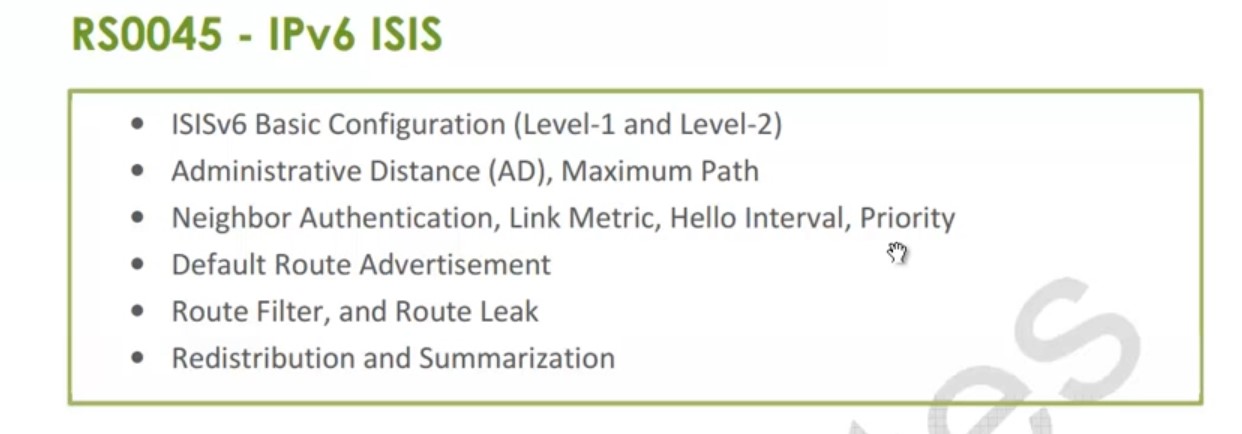 RS0045 - IPv6 ISIS
• ISISv6 Basic Configuration (Level-1 and Level-2)
• Administrative Distance (AD), Maximum Path
• Neighbor Authentication, Link Metric, Hello Interval, Priority
• Default Route Advertisement
• Route Filter, and Route Leak
• Redistribution and Summarization